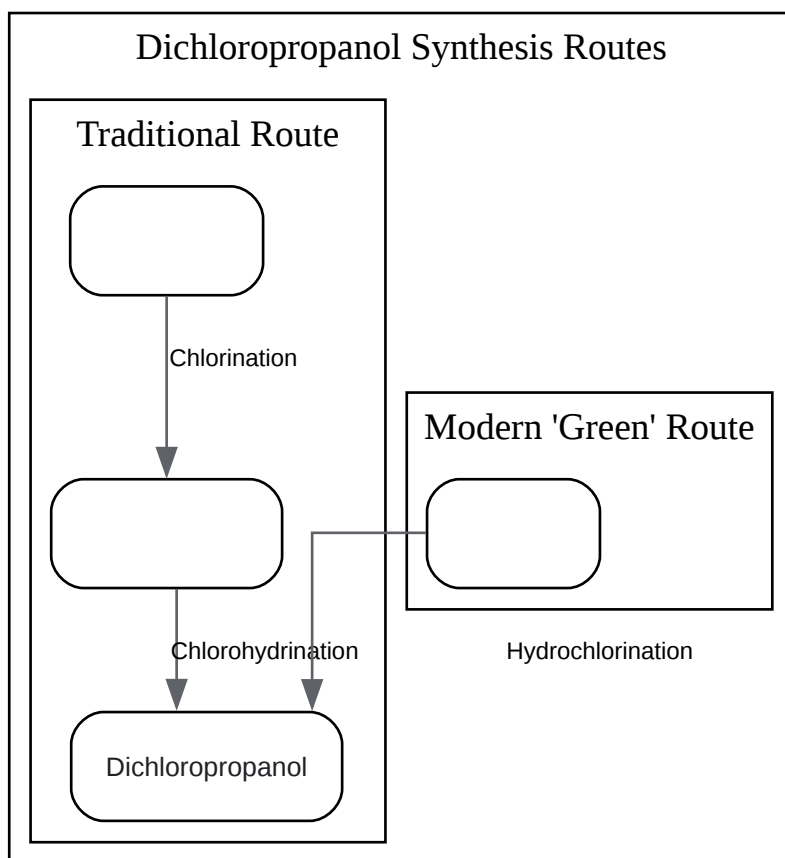 Dichloropropanol Synthesis Routes
Traditional Route
Chlorination
Modern 'Green' Route
Chlorohydrination
Hydrochlorination
Dichloropropanol